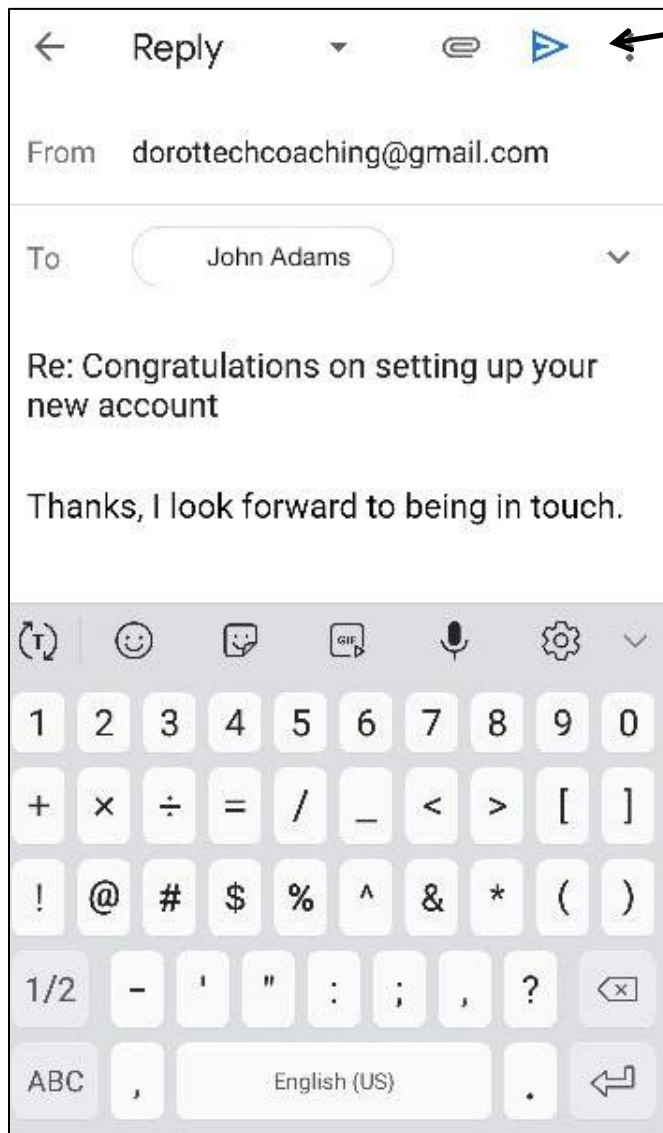 Reply
From dorottechcoaching@gmail.com
To John Adams
Re: Congratulations on setting up your
new account
Thanks, I look forward to being in touch.
T GIF
1 2 3 4 5 6 7 8 9 0
+ × ÷ = / _ < > [ ]
! @ # $ % ^ & * ( )
1/2 - ' " : ; , ?
ABC , English (US) .